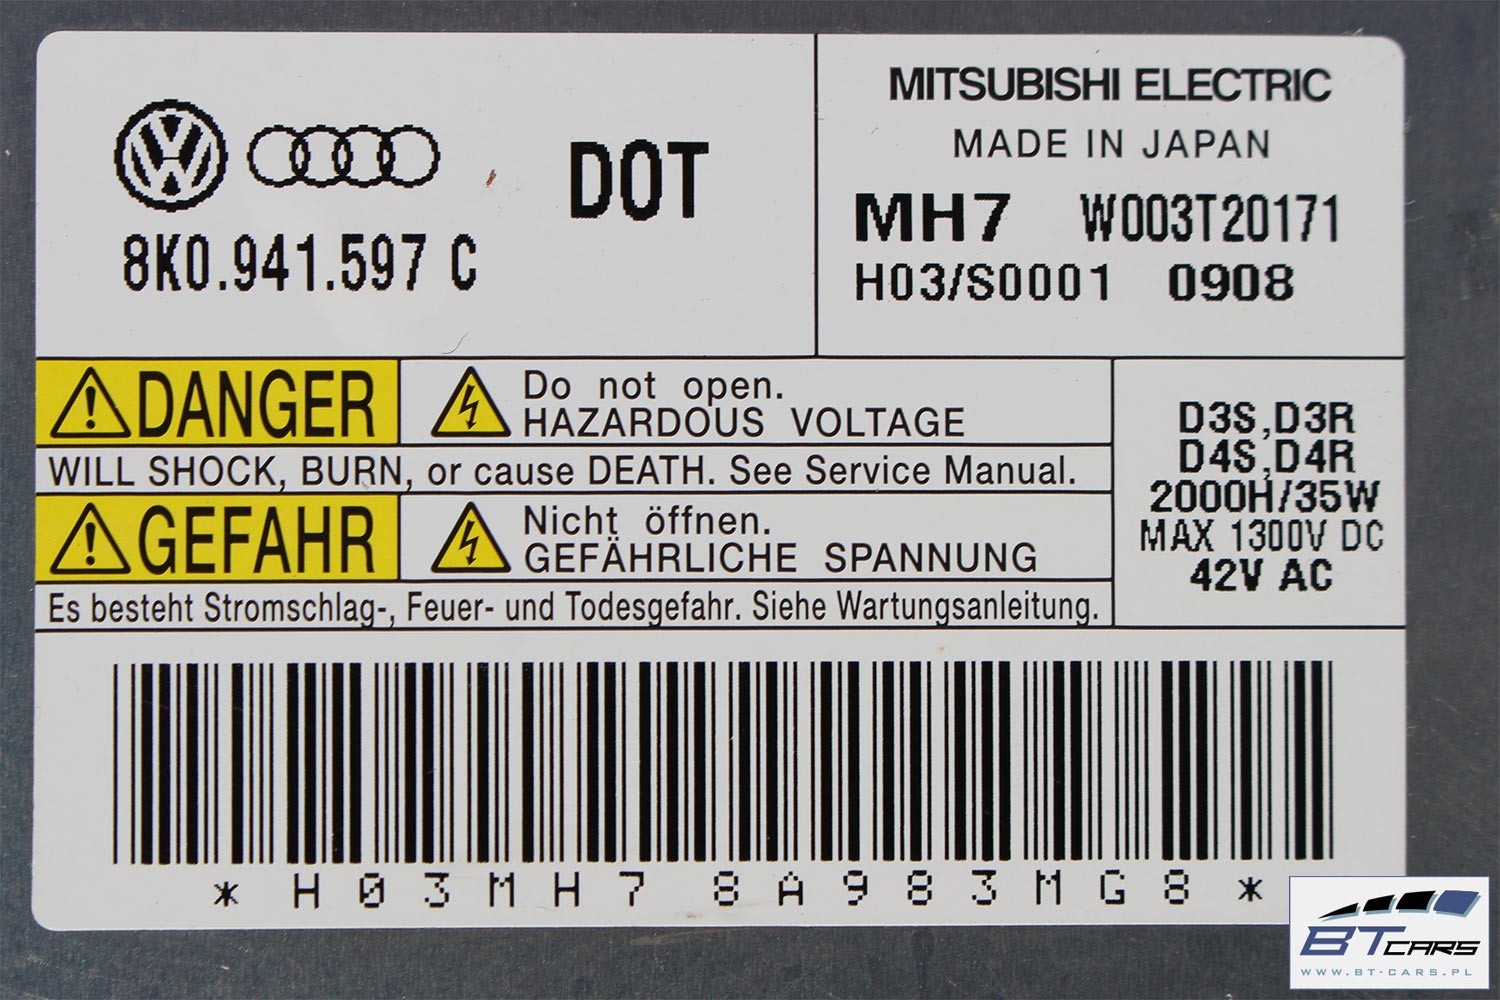 DOT
8K0.941.597 C
MITSUBISHI ELECTRIC
MADE IN JAPAN
MH7 W003T20171
H03/S0001 0908
DANGER
Do not open.
HAZARDOUS VOLTAGE
WILL SHOCK, BURN, or cause DEATH. See Service Manual.
GEFAHR
Nicht öffnen.
GEFÄHRLICHE SPANNUNG
Es besteht Stromschlag-, Feuer- und Todesgefahr. Siehe Wartungsanleitung.
D3S,D3R
D4S,D4R
2000H/35W
MAX 1300V DC
42V AC
*H03MH78A983MG8*
BT CARS
WWW.BT-CARS.PL